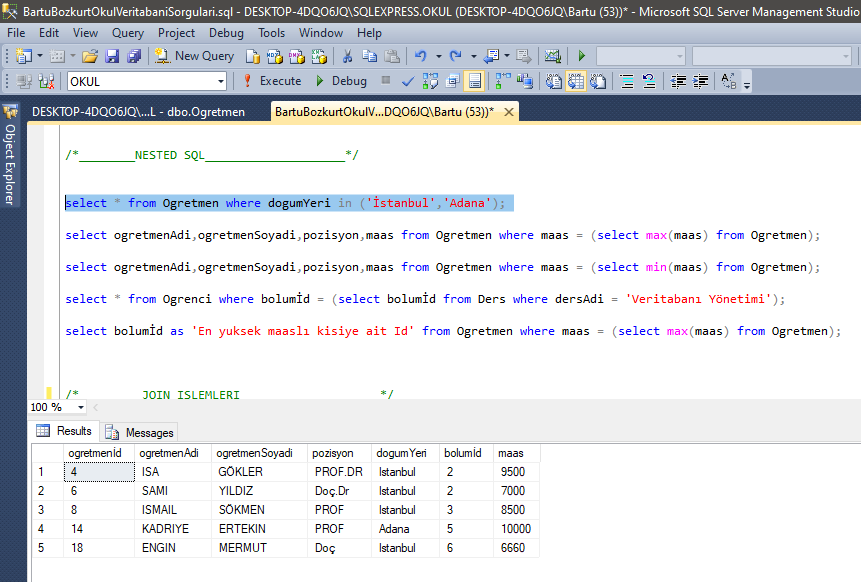 BartuBozkurtOkulVeritabaniSorgulari.sql - DESKTOP-4DQO6JQ\SQLEXPRESS.OKUL (DESKTOP-4DQO6JQ\Bartu (53))* - Microsoft SQL Server Management Studio
File Edit View Query Project Debug Tools Window Help
New Query
OKUL Execute Debug
DESKTOP-4DQO6JQ\...L - dbo.Ogretmen BartuBozkurtOkulV...DQO6JQ\Bartu (53))*
Object Explorer
/*________NESTED SQL____________________*/
select * from Ogretmen where dogumYeri in ('İstanbul','Adana');
select ogretmenAdi,ogretmenSoyadi,pozisyon,maas from Ogretmen where maas = (select max(maas) from Ogretmen);
select ogretmenAdi,ogretmenSoyadi,pozisyon,maas from Ogretmen where maas = (select min(maas) from Ogretmen);
select * from Ogrenci where bolumİd = (select bolumİd from Ders where dersAdi = 'Veritabanı Yönetimi');
select bolumİd as 'En yuksek maaslı kisiye ait Id' from Ogretmen where maas = (select max(maas) from Ogretmen);
/* JOIN ISLEMLERI */
100 %
Results Messages
ogretmenİd ogretmenAdi ogretmenSoyadi pozisyon dogumYeri bolumİd maas
1 4 ISA GÖKLER PROF.DR Istanbul 2 9500
2 6 SAMI YILDIZ Doç.Dr Istanbul 2 7000
3 8 ISMAIL SÖKMEN PROF Istanbul 3 8500
4 14 KADRIYE ERTEKIN PROF Adana 5 10000
5 18 ENGIN MERMUT Doç Istanbul 6 6660